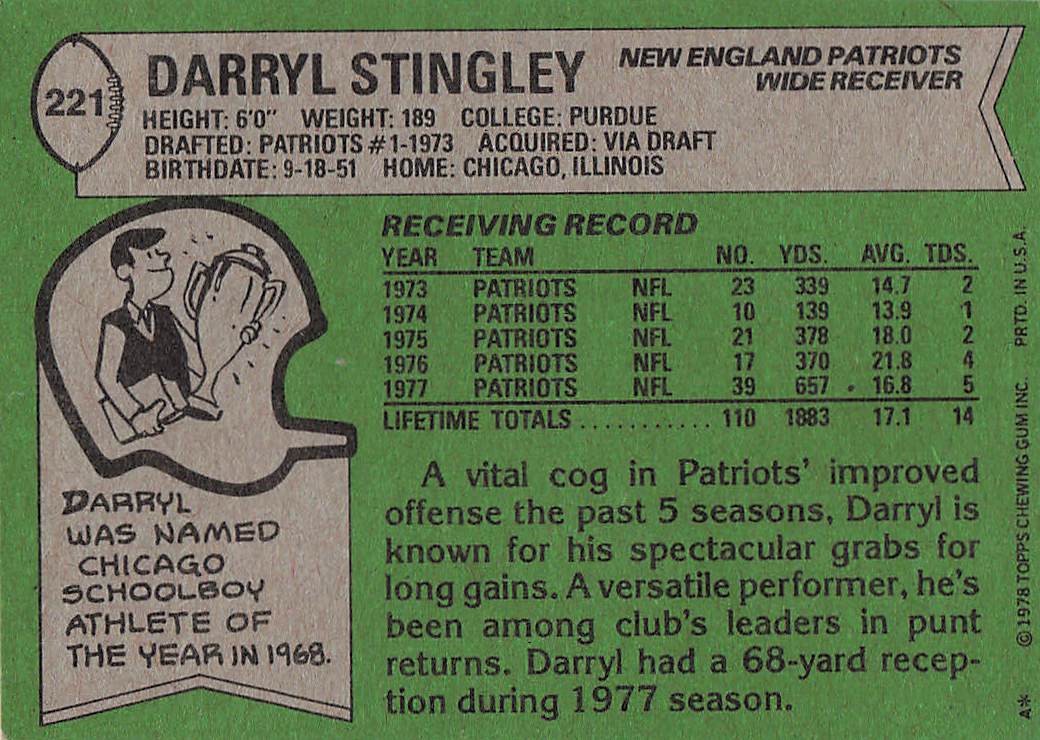 221
DARRYL STINGLEY
NEW ENGLAND PATRIOTS
WIDE RECEIVER
HEIGHT: 6'0" WEIGHT: 189 COLLEGE: PURDUE
DRAFTED: PATRIOTS #1-1973 ACQUIRED: VIA DRAFT
BIRTHDATE: 9-18-51 HOME: CHICAGO, ILLINOIS
RECEIVING RECORD
YEAR TEAM NO. YDS. AVG. TDS.
1973 PATRIOTS NFL 23 339 14.7 2
1974 PATRIOTS NFL 10 139 13.9 1
1975 PATRIOTS NFL 21 378 18.0 2
1976 PATRIOTS NFL 17 370 21.8 4
1977 PATRIOTS NFL 39 657 16.8 5
LIFETIME TOTALS ........... 110 1883 17.1 14
DARRYL
WAS NAMED
CHICAGO
SCHOOLBOY
ATHLETE OF
THE YEAR IN 1968.
A vital cog in Patriots' improved
offense the past 5 seasons, Darryl is
known for his spectacular grabs for
long gains. A versatile performer, he's
been among club's leaders in punt
returns. Darryl had a 68-yard recep-
tion during 1977 season.
A* © 1978 TOPPS CHEWING GUM INC. PRTD. IN U.S.A.